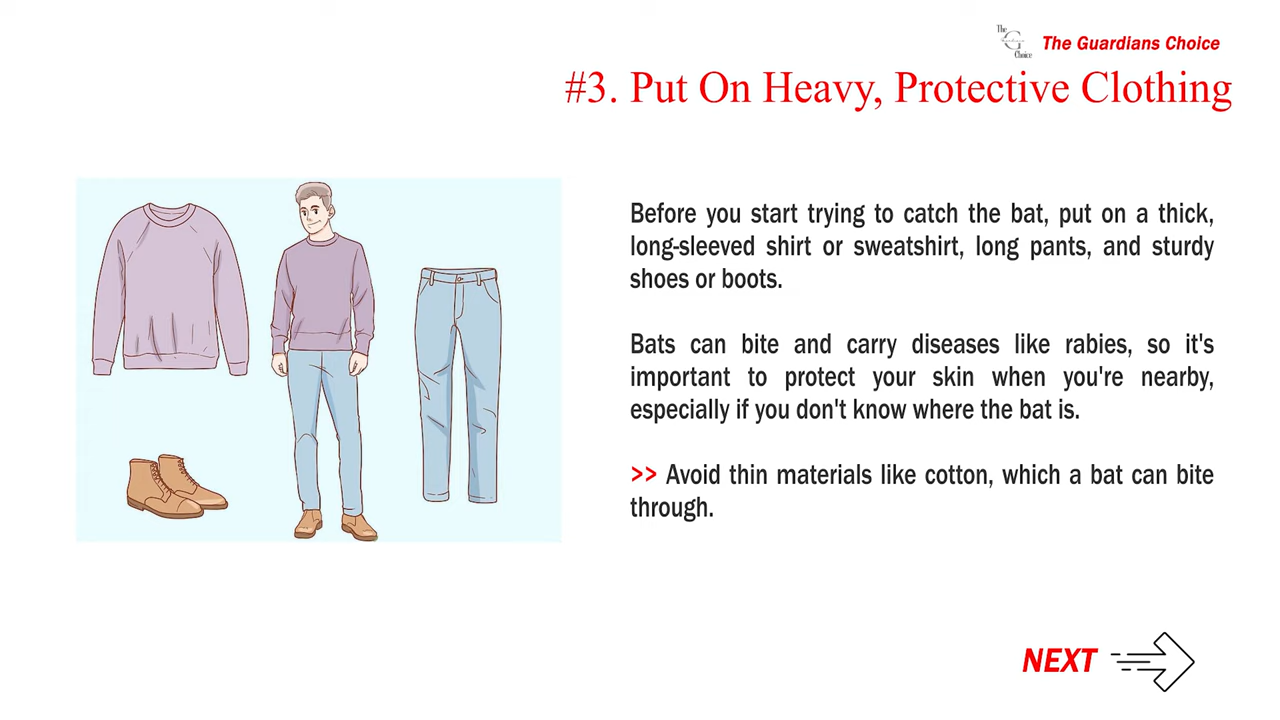 The
G
Choice
The Guardians Choice
#3. Put On Heavy, Protective Clothing
Before you start trying to catch the bat, put on a thick,
long-sleeved shirt or sweatshirt, long pants, and sturdy
shoes or boots.
Bats can bite and carry diseases like rabies, so it's
important to protect your skin when you're nearby,
especially if you don't know where the bat is.
>> Avoid thin materials like cotton, which a bat can bite
through.
NEXT